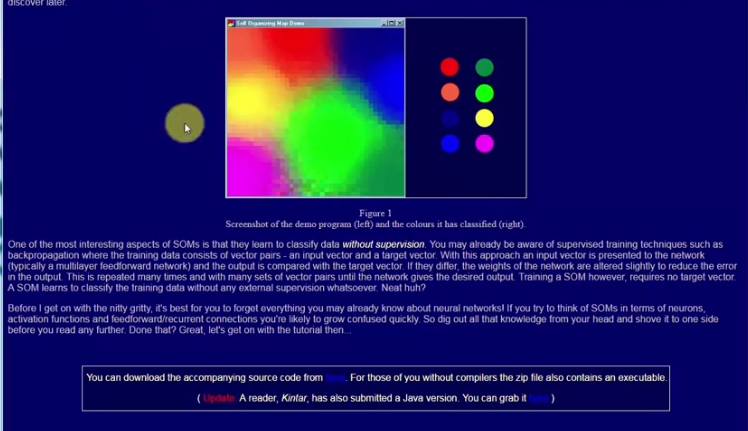 discover later.
Self Organizing Map Demo
Figure 1
Screenshot of the demo program (left) and the colours it has classified (right).
One of the most interesting aspects of SOMs is that they learn to classify data without supervision. You may already be aware of supervised training techniques such as
backpropagation where the training data consists of vector pairs - an input vector and a target vector. With this approach an input vector is presented to the network
(typically a multilayer feedforward network) and the output is compared with the target vector. If they differ, the weights of the network are altered slightly to reduce the error
in the output. This is repeated many times and with many sets of vector pairs until the network gives the desired output. Training a SOM however, requires no target vector.
A SOM learns to classify the training data without any external supervision whatsoever. Neat huh?
Before I get on with the nitty gritty, it's best for you to forget everything you may already know about neural networks! If you try to think of SOMs in terms of neurons,
activation functions and feedforward/recurrent connections you're likely to grow confused quickly. So dig out all that knowledge from your head and shove it to one side
before you read any further. Done that? Great, let's get on with the tutorial then...
You can download the accompanying source code from here. For those of you without compilers the zip file also contains an executable.
( Update: A reader, Kintar, has also submitted a Java version. You can grab it here )